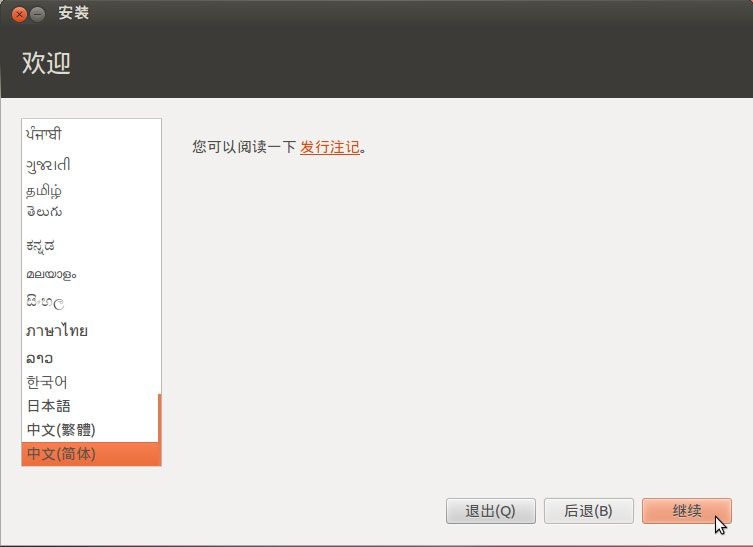 安装
欢迎
ਪੰਜਾਬੀ
ગુજરાતી
தமிழ்
తెలుగు
ಕನ್ನಡ
മലയാളം
සිංහල
ภาษาไทย
ລາວ
한국어
日本語
中文(繁體)
中文(简体)
您可以阅读一下 发行注记。
退出(Q) 后退(B) 继续